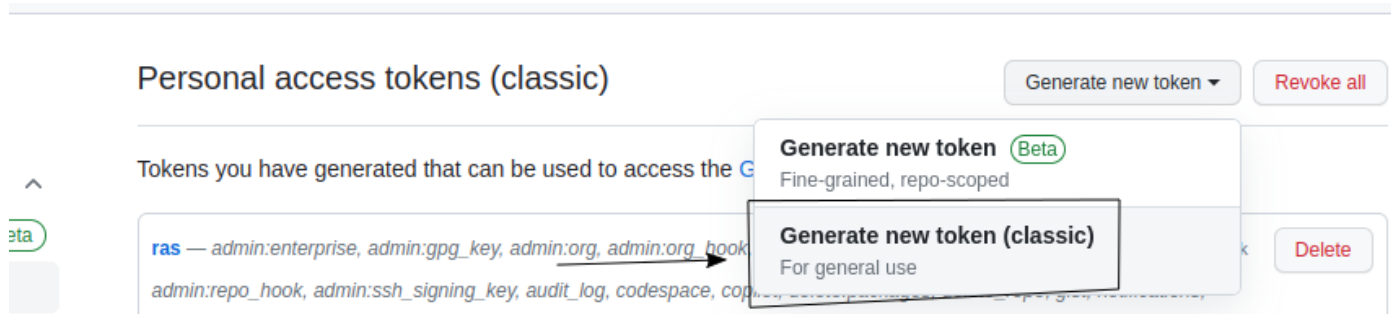 Personal access tokens (classic)
Generate new token
Revoke all
Generate new token Beta
Fine-grained, repo-scoped
Tokens you have generated that can be used to access the G
eta
Generate new token (classic)
For general use
ras — admin:enterprise, admin:gpg_key, admin:org, admin:org_hook,
k
Delete
admin:repo_hook, admin:ssh_signing_key, audit_log, codespace,